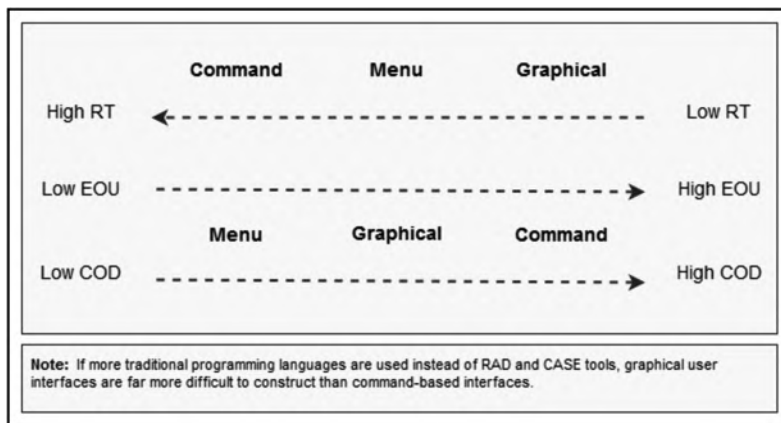 Command Menu Graphical
High RT Low RT
Low EOU High EOU
Menu Graphical Command
Low COD High COD
Note: If more traditional programming languages are used instead of RAD and CASE tools, graphical user
interfaces are far more difficult to construct than command-based interfaces.